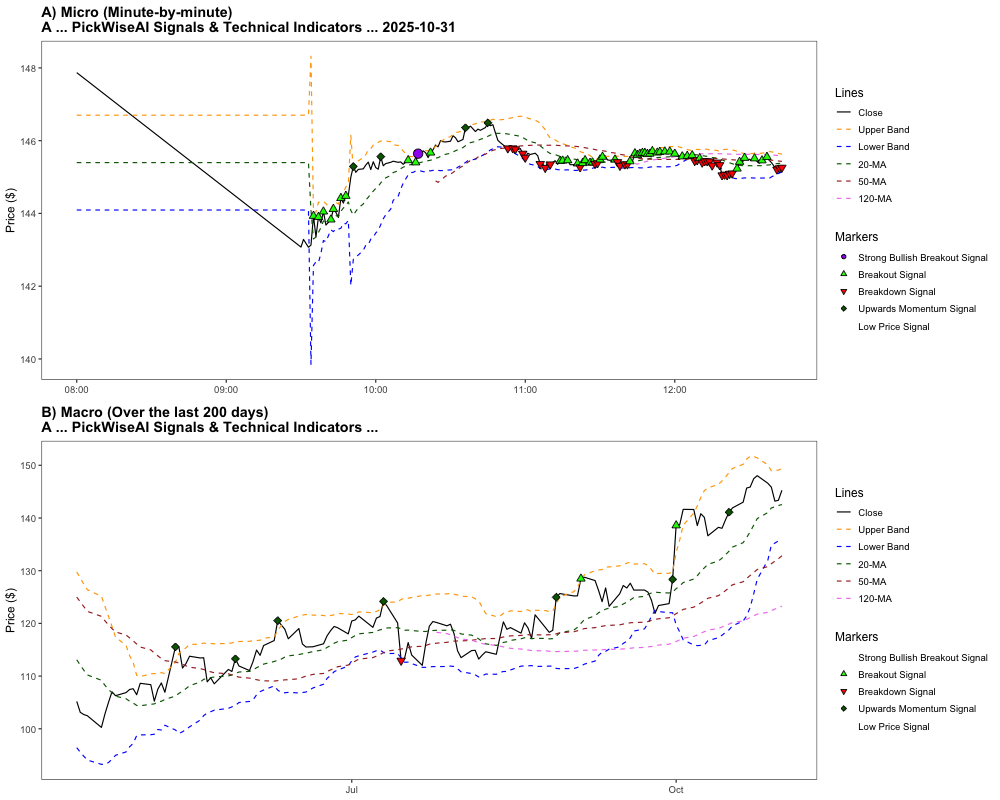 A) Micro (Minute-by-minute)
A ... PickWiseAI Signals & Technical Indicators ... 2025-10-31
148
146
144
142
140
Price ($)
08:00
09:00
10:00
11:00
12:00
Lines
Close
Upper Band
Lower Band
20-MA
50-MA
120-MA
Markers
Strong Bullish Breakout Signal
Breakout Signal
Breakdown Signal
Upwards Momentum Signal
Low Price Signal
B) Macro (Over the last 200 days)
A ... PickWiseAI Signals & Technical Indicators ...
150
140
130
120
110
100
Price ($)
Jul
Oct
Lines
Close
Upper Band
Lower Band
20-MA
50-MA
120-MA
Markers
Strong Bullish Breakout Signal
Breakout Signal
Breakdown Signal
Upwards Momentum Signal
Low Price Signal